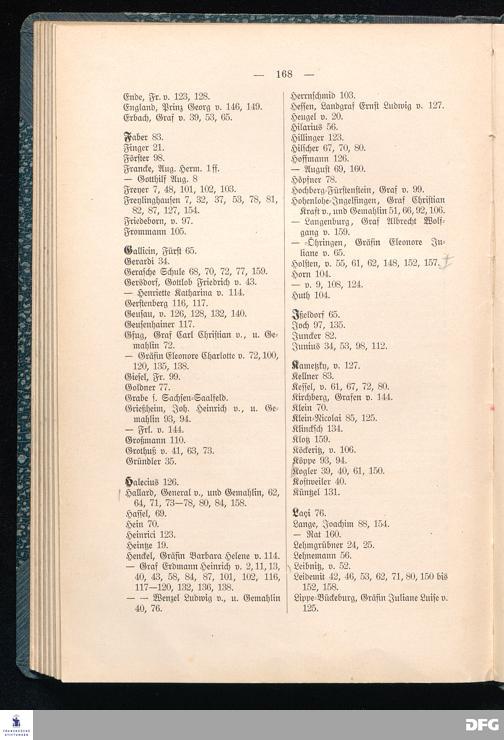 — 168 —
Ende, Fr. v. 123, 128.
England, Prinz Georg v. 146, 149.
Erbach, Graf v. 39, 53, 65.
Faber 83.
Finger 21.
Förster 98.
Francke, Aug. Herm. 1 ff.
— Gotthilf Aug. 8
Freyer 7, 48, 101, 102, 103.
Freylinghausen 7, 32, 37, 53, 78, 81,
82, 87, 127, 154.
Friedeborn, v. 97.
Frommann 105.
Gallicin, Fürst 65.
Gerardi 34.
Gerasche Schule 68, 70, 72, 77, 159.
Gersdorf, Gottlob Friedrich v. 43.
— Henriette Katharina v. 114.
Gerstenberg 116, 117.
Geusau, v. 126, 128, 132, 140.
Geusenhainer 117.
Gfug, Graf Carl Christian v., u. Ge-
mahlin 72.
— Gräfin Eleonore Charlotte v. 72, 100,
120, 135, 138.
Giesel, Fr. 99.
Goldner 77.
Grabe s. Sachsen-Saalfeld.
Grießheim, Joh. Heinrich v., u. Ge-
mahlin 93, 94.
— Frl. v. 144.
Großmann 110.
Grothuß v. 41, 63, 73.
Gründler 35.
Halecius 126.
Hallard, General v., und Gemahlin, 62,
64, 71, 73—78, 80, 84, 158.
Hassel, 69.
Hein 70.
Heinrici 123.
Heintze 19.
Henckel, Gräfin Barbara Helene v. 114.
— Graf Erdmann Heinrich v. 2, 11, 13,
40, 43, 58, 84, 87, 101, 102, 116,
117—120, 132, 136, 138.
— — Wenzel Ludwig v., u. Gemahlin
40, 76.
Herrnschmid 103.
Hessen, Landgraf Ernst Ludwig v. 127.
Heugel v. 20.
Hilarius 56.
Hillinger 123.
Hilscher 67, 70, 80.
Hoffmann 126.
— August 69, 160.
Höpfner 78.
Hochberg-Fürstenstein, Graf v. 99.
Hohenlohe-Ingelfingen, Graf Christian
Kraft v., und Gemahlin 51, 66, 92, 106.
— Langenburg, Graf Albrecht Wolf-
gang v. 159.
— -Öhringen, Gräfin Eleonore Ju-
liane v. 65.
Holsten, v. 55, 61, 62, 148, 152, 157.
Horn 104.
— v. 9, 108, 124.
Huth 104.
Ißeldorf 65.
Joch 97, 135.
Juncker 82.
Junius 34, 53, 98, 112.
Kametzky, v. 127.
Kellner 83.
Kessel, v. 61, 67, 72, 80.
Kirchberg, Grafen v. 144.
Klein 70.
Klein-Nicolai 85, 125.
Klincksch 134.
Klotz 159.
Köckeritz, v. 106.
Köppe 93, 94.
Kogler 39, 40, 61, 150.
Kostweiler 40.
Küntzel 131.
Laxi 76.
Lange, Joachim 88, 154.
— Rat 160.
Lehmgrübner 24, 25.
Lehnemann 56.
Leibnitz, v. 52.
Leidemit 42, 46, 53, 62, 71, 80, 150 bis
152, 158.
Lippe-Bückeburg, Gräfin Juliane Luise v.
125.
FRANCKESCHE
STIFTUNGEN
DFG